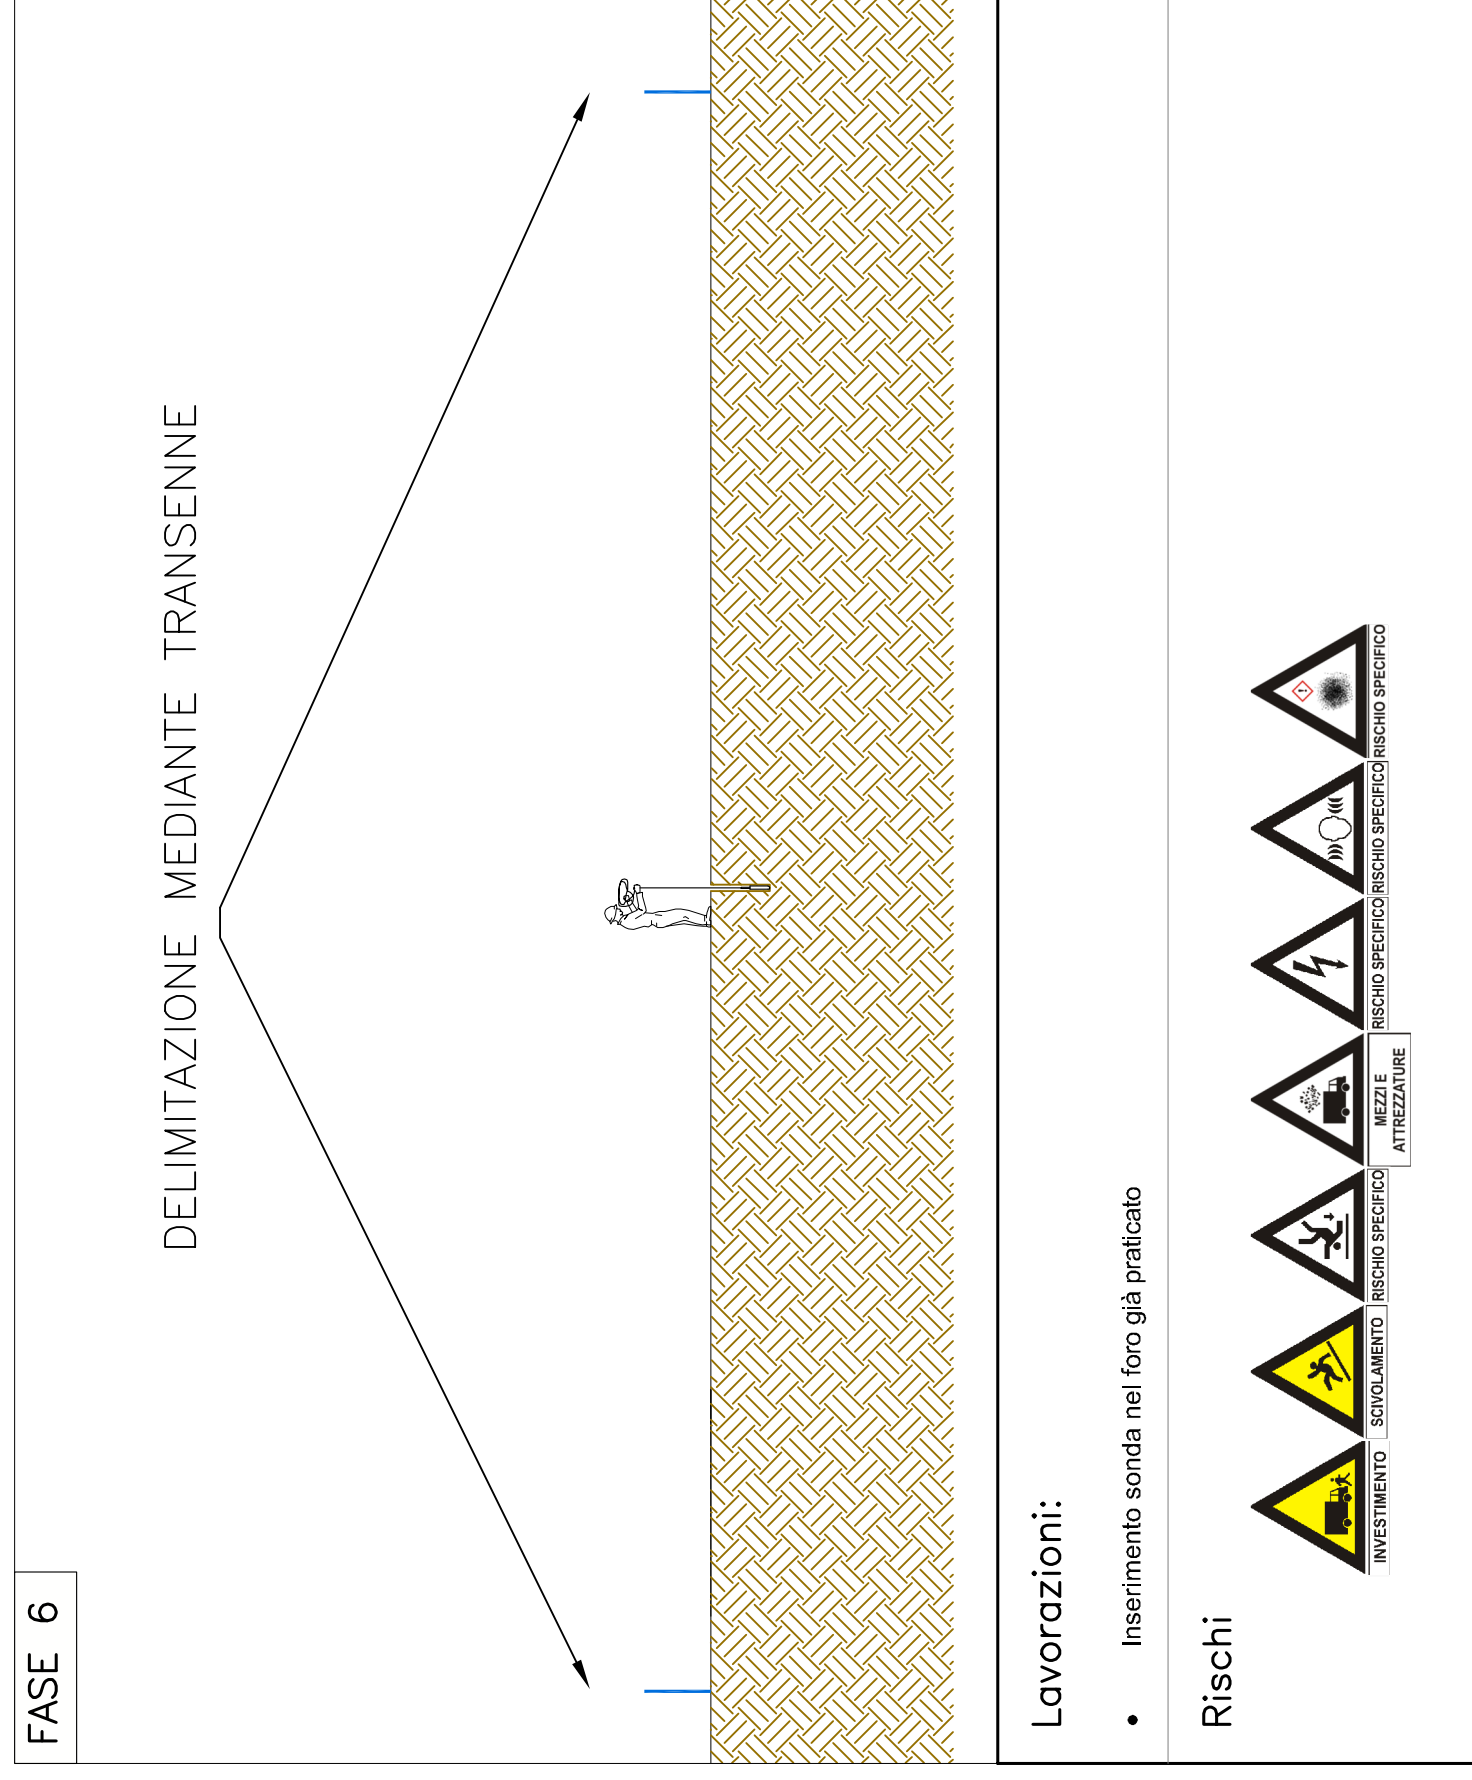 FASE 6
DELIMITAZIONE MEDIANTE TRANSENNE
Lavorazioni:
• Inserimento sonda nel foro già praticato
Rischi
INVESTIMENTO
SCIVOLAMENTO
RISCHIO SPECIFICO
MEZZI E
ATTREZZATURE
RISCHIO SPECIFICO
RISCHIO SPECIFICO
RISCHIO SPECIFICO